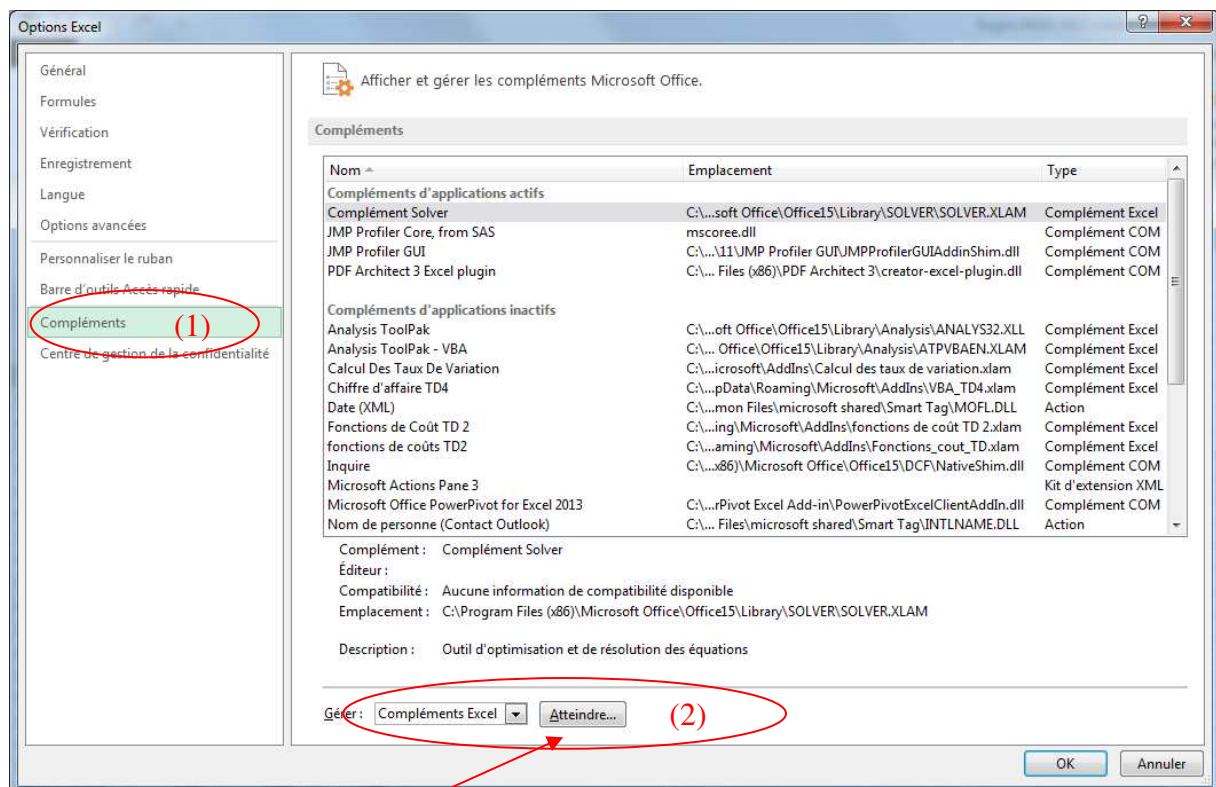 Options Excel
Général
Formules
Vérification
Enregistrement
Langue
Options avancées
Personnaliser le ruban
Barre d'outils Accès rapide
Compléments (1)
Centre de gestion de la confidentialité
Afficher et gérer les compléments Microsoft Office.
Compléments
Nom Emplacement Type
Compléments d'applications actifs
Complément Solver C:\...soft Office\Office15\Library\SOLVER\SOLVER.XLAM Complément Excel
JMP Profiler Core, from SAS mscoree.dll Complément COM
JMP Profiler GUI C:\...\11\JMP Profiler GUI\JMPProfilerGUIAddinShim.dll Complément COM
PDF Architect 3 Excel plugin C:\... Files (x86)\PDF Architect 3\creator-excel-plugin.dll Complément COM
Compléments d'applications inactifs
Analysis ToolPak C:\...oft Office\Office15\Library\Analysis\ANALYS32.XLL Complément Excel
Analysis ToolPak - VBA C:\... Office\Office15\Library\Analysis\ATPVBAEN.XLAM Complément Excel
Calcul Des Taux De Variation C:\...icrosoft\AddIns\Calcul des taux de variation.xlam Complément Excel
Chiffre d'affaire TD4 C:\...pData\Roaming\Microsoft\AddIns\VBA_TD4.xlam Complément Excel
Date (XML) C:\...mon Files\microsoft shared\Smart Tag\MOFL.DLL Action
Fonctions de Coût TD 2 C:\...ing\Microsoft\AddIns\fonctions de coût TD 2.xlam Complément Excel
fonctions de coûts TD2 C:\...aming\Microsoft\AddIns\Fonctions_cout_TD.xlam Complément Excel
Inquire C:\...x86)\Microsoft Office\Office15\DCF\NativeShim.dll Complément COM
Microsoft Actions Pane 3 Kit d'extension XML
Microsoft Office PowerPivot for Excel 2013 C:\...rPivot Excel Add-in\PowerPivotExcelClientAddIn.dll Complément COM
Nom de personne (Contact Outlook) C:\... Files\microsoft shared\Smart Tag\INTLNAME.DLL Action
Complément : Complément Solver
Éditeur :
Compatibilité : Aucune information de compatibilité disponible
Emplacement : C:\Program Files (x86)\Microsoft Office\Office15\Library\SOLVER\SOLVER.XLAM
Description : Outil d'optimisation et de résolution des équations
Gérer : Compléments Excel Atteindre... (2)
OK Annuler